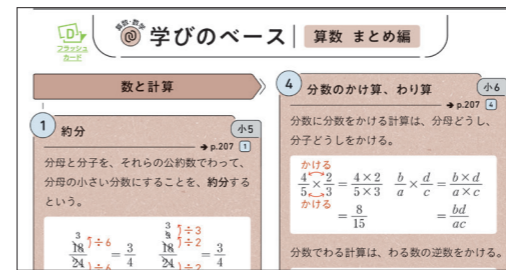 フラッシュ
カード
算数・数学
学びのベース
算数 まとめ編
数と計算
1 約分 小5
→ p.207 1
分母と分子を、それらの公約数でわって、
分母の小さい分数にすることを、約分する
という。
3
18/24 ÷6 ÷6 = 3/4
3
9
18/24 ÷3 ÷2 ÷2 = 3/4
4 分数のかけ算、わり算 小6
→ p.207 4
分数に分数をかける計算は、分母どうし、
分子どうしをかける。
かける
4/5 × 2/3 = 4×2/5×3
かける
= 8/15
b/a × d/c = b×d/a×c
= bd/ac
分数でわる計算は、わる数の逆数をかける。